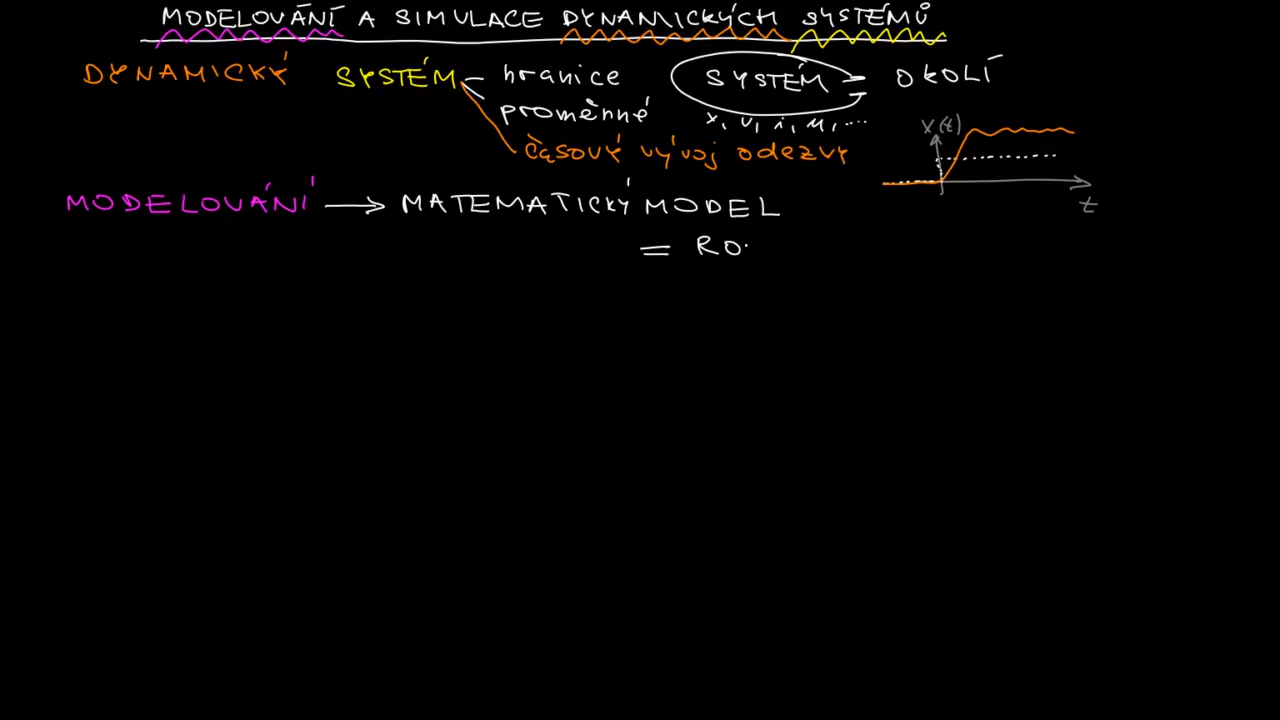 MODELOVÁNÍ A SIMULACE DYNAMICKÝCH SYSTÉMŮ
DYNAMICKÝ SYSTÉM hranice SYSTÉM OKOLÍ
proměnné x, v, i, u, ...
časový vývoj odezvy x(t)
t
MODELOVÁNÍ → MATEMATICKÝ MODEL
= RO